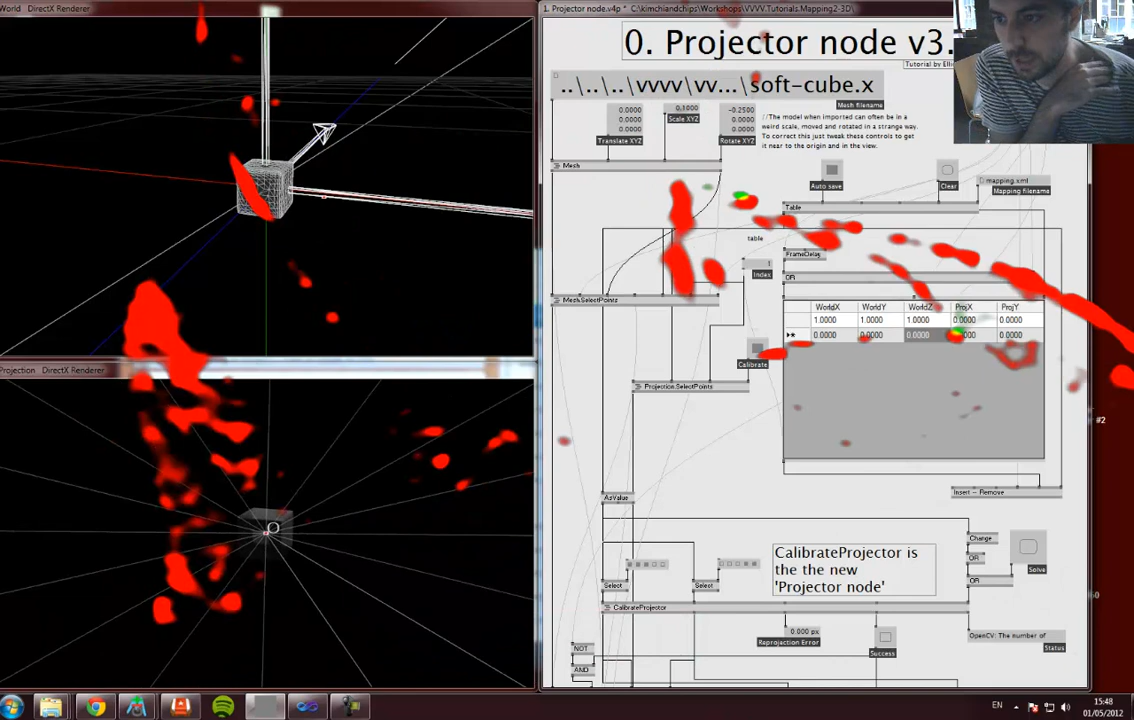 World DirectX Renderer
1. Projector node.v4p * C:\kimchiandchips\Workshops\VVVV.Tutorials.Mapping2-3D\
0. Projector node v3.
Tutorial by
..\..\..\vvvv\vv...\soft-cube.x
Mesh filename
0.0000
0.0000
0.0000
Translate XYZ
0.1000
Scale XYZ
-0.2500
0.0000
0.0000
Rotate XYZ
//The model when imported can often be in a
weird scale, moved and rotated in a strange way.
To correct this just tweak these controls to get
it near to the origin and in the view.
Mesh
Auto save
Clear
mapping.xml
Mapping filename
Table
table
FrameDelay
1
Index
OR
Mesh.SelectPoints
WorldX WorldY WorldZ ProjX ProjY
1.0000 1.0000 1.0000 0.0000 0.0000
0.0000 0.0000 0.0000 0.0000
Calibrate
Projection DirectX Renderer
Projection.SelectPoints
#2
Insert - Remove
AsValue
Change
OR
Solve
OR
CalibrateProjector is
the the new
'Projector node'
Select
Select
CalibrateProjector
0.000 px
Reprojection Error
Success
OpenCV: The number of
Status
NOT
AND
EN
15:48
01/05/2012